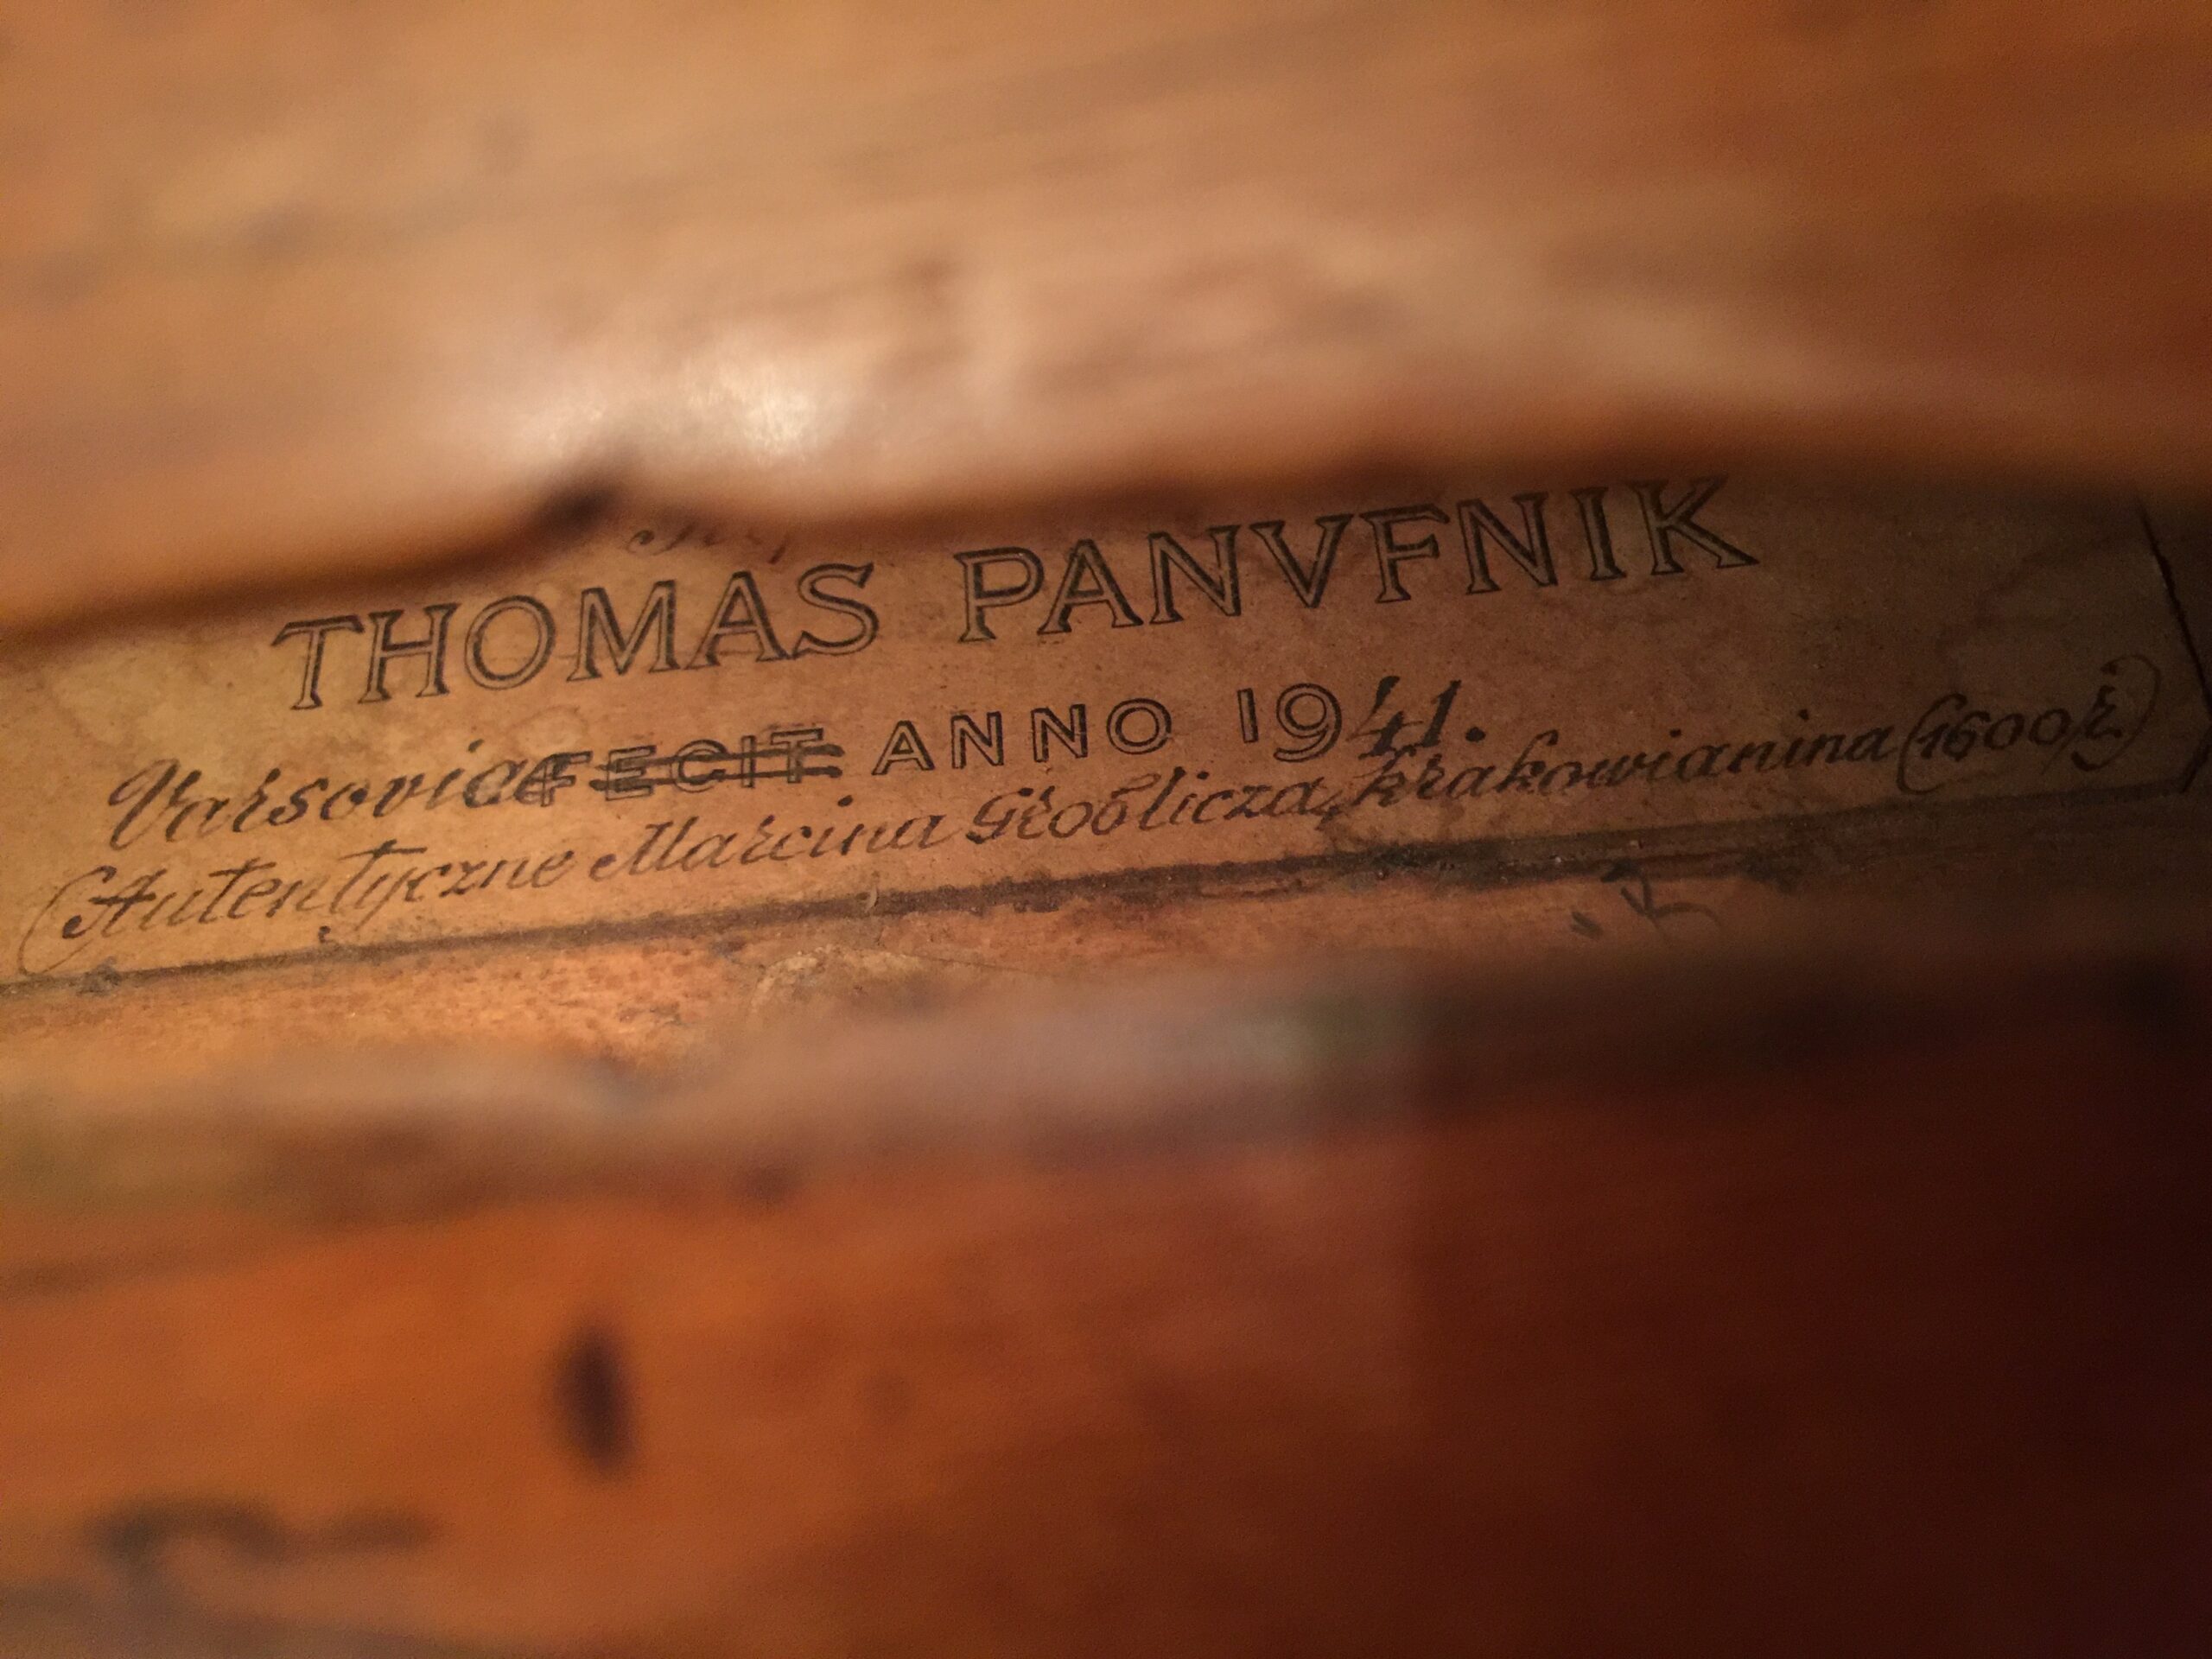 THOMAS PANVFNIK
Varsoviae FECIT ANNO 1941.
(Autentyczne Marcina Groblicza, krakowianina (1600 r.)